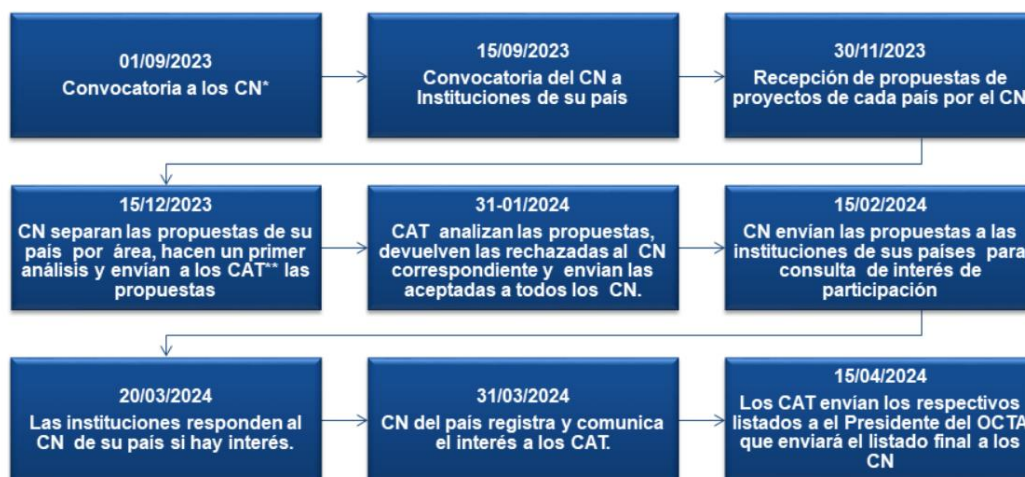 01/09/2023
Convocatoria a los CN*
15/09/2023
Convocatoria del CN a
Instituciones de su país
30/11/2023
Recepción de propuestas de
proyectos de cada país por el CN
15/12/2023
CN separan las propuestas de su
país por área, hacen un primer
análisis y envían a los CAT** las
propuestas
31-01/2024
CAT analizan las propuestas,
devuelven las rechazadas al CN
correspondiente y envian las
aceptadas a todos los CN.
15/02/2024
CN envían las propuestas a las
instituciones de sus países para
consulta de interés de
participación
20/03/2024
Las instituciones responden al
CN de su país si hay interés.
31/03/2024
CN del país registra y comunica
el interés a los CAT.
15/04/2024
Los CAT envían los respectivos
listados a el Presidente del OCTA
que enviará el listado final a los
CN